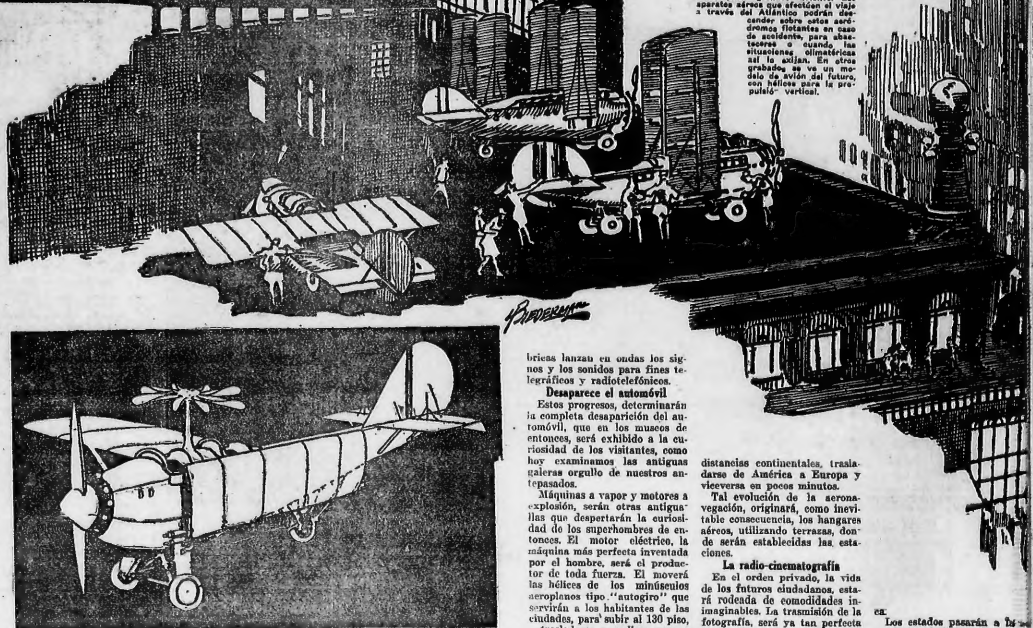 aparatos aéreos que efectúen el viaje
a través del Atlántico podrán des-
cender sobre estos aeró-
dromos flotantes en caso
de accidente, para abas-
tecerse o cuando las
situaciones climatéricas
así lo exijan. En otros
grabados se ve un mo-
delo de avión del futuro,
con hélices para la pro-
pulsió vertical.
BIEDERMAN
bricas lanzan en ondas los sig-
nos y los sonidos para fines te-
legráficos y radiotelefónicos.
Desaparece el automóvil
Estos progresos, determinarán
la completa desaparición del au-
tomóvil, que en los museos de
entonces, será exhibido a la cu-
riosidad de los visitantes, como
hoy examinamos las antiguas
galeras orgullo de nuestros an-
tepasados.
Máquinas a vapor y motores a
explosión, serán otras antigua-
llas que despertarán la curiosi-
dad de los superhombres de en-
tonces. El motor eléctrico, la
máquina más perfecta inventada
por el hombre, será el produc-
tor de toda fuerza. El moverá
las hélices de los minúsculos
aeroplanos tipo "autogiro" que
servirán a los habitantes de las
ciudades, para subir al 130 piso,
distancias continentales, trasla-
darse de América a Europa y
viceversa en pocos minutos.
Tal evolución de la aerona-
vegación, originará, como inevi-
table consecuencia, los hangares
aéreos, utilizando terrazas, don-
de serán establecidas las esta-
ciones.
La radio-cinematografía
En el orden privado, la vida
de los futuros ciudadanos, esta-
rá rodeada de comodidades in-
imaginables. La trasmisión de la
fotografía, será ya tan perfecta
ea:
Los estados pasarán a